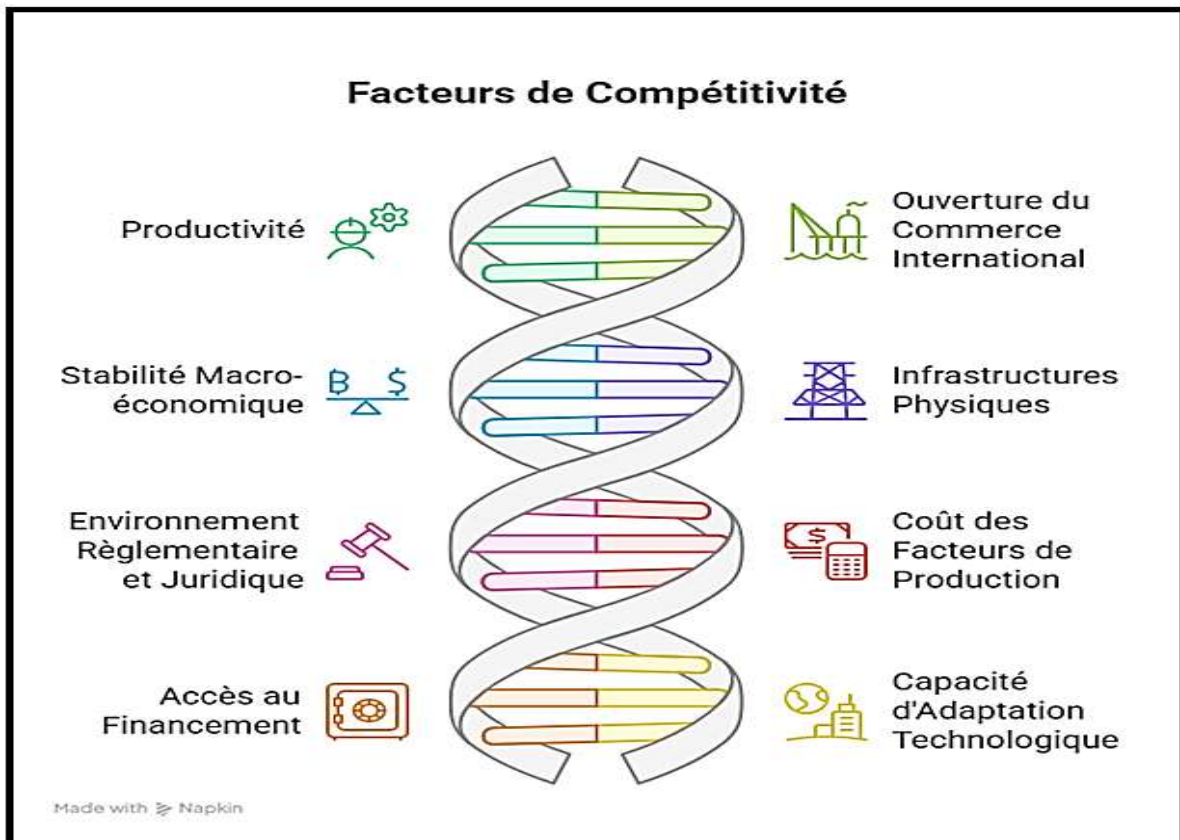 Facteurs de Compétitivité
Productivité
Ouverture du
Commerce
International
Stabilité Macro-
économique
B $
Infrastructures
Physiques
Environnement
Règlementaire
et Juridique
$
Coût des
Facteurs de
Production
Accès au
Financement
Capacité
d'Adaptation
Technologique
Made with Napkin